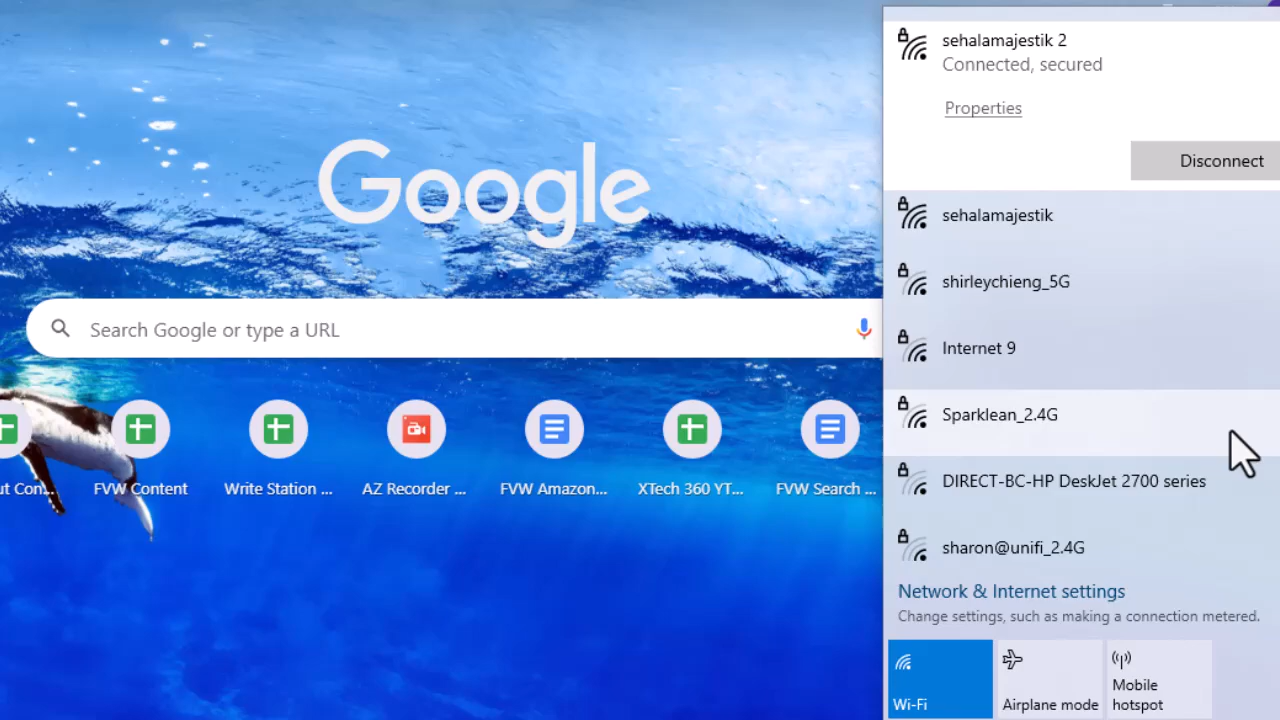 Google
Search Google or type a URL
ut Con...
FVW Content
Write Station ...
AZ Recorder ...
FVW Amazon...
XTech 360 YT...
FVW Search ...
sehalamajestik 2
Connected, secured
Properties
Disconnect
sehalamajestik
shirleychieng_5G
Internet 9
Sparklean_2.4G
DIRECT-BC-HP DeskJet 2700 series
sharon@unifi_2.4G
Network & Internet settings
Change settings, such as making a connection metered.
Wi-Fi
Airplane mode
Mobile
hotspot